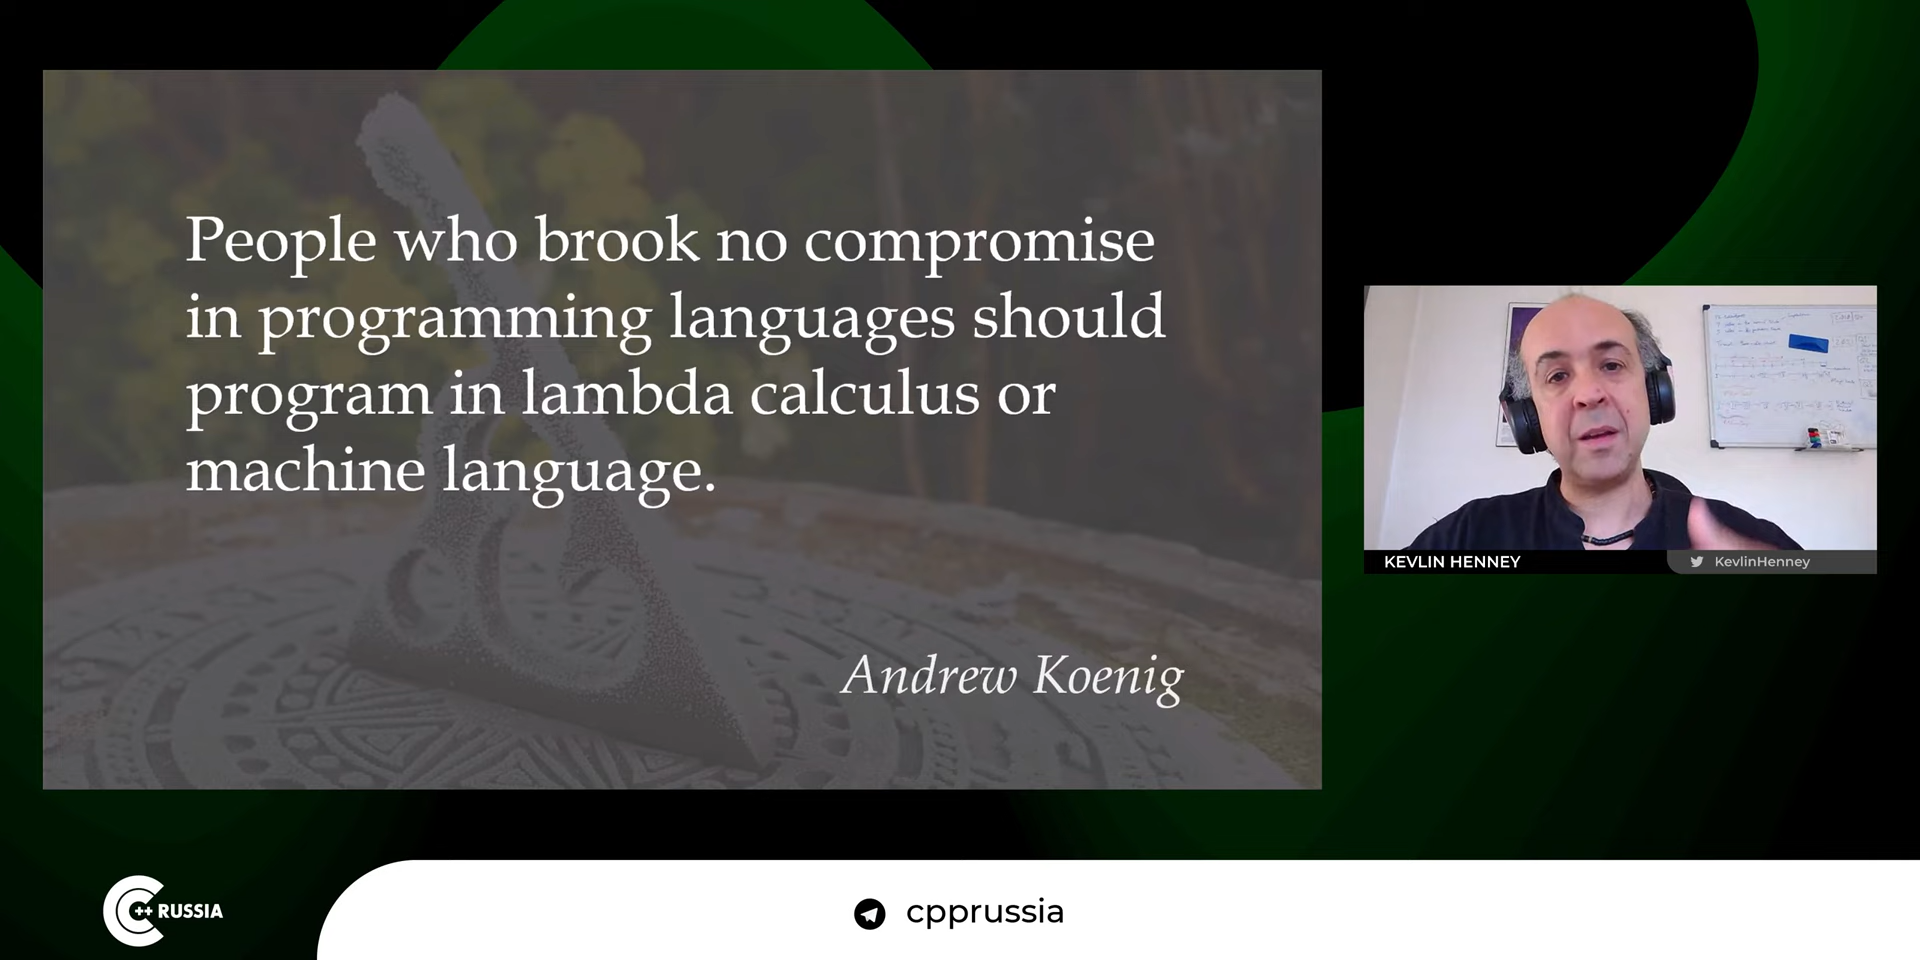 People who brook no compromise
in programming languages should
program in lambda calculus or
machine language.
Andrew Koenig
KEVLIN HENNEY
KevlinHenney
C++ RUSSIA
cpprussia